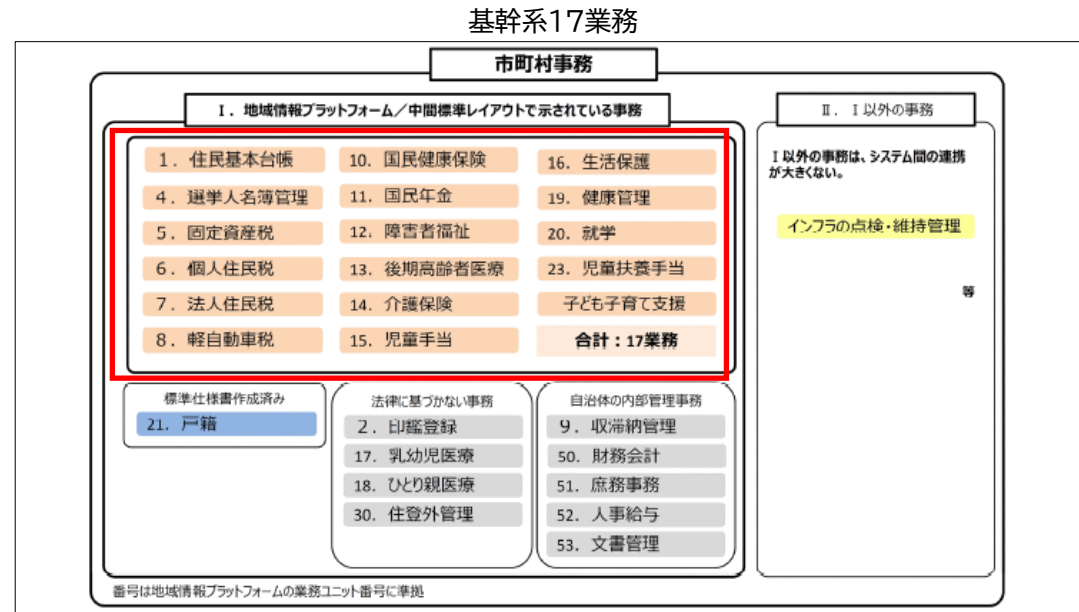 基幹系17業務
市町村事務
Ⅰ．地域情報プラットフォーム／中間標準レイアウトで示されている事務
1．住民基本台帳
4．選挙人名簿管理
5．固定資産税
6．個人住民税
7．法人住民税
8．軽自動車税
10．国民健康保険
11．国民年金
12．障害者福祉
13．後期高齢者医療
14．介護保険
15．児童手当
16．生活保護
19．健康管理
20．就学
23．児童扶養手当
子ども子育て支援
合計：17業務
標準仕様書作成済み
21．戸籍
法律に基づかない事務
2．印鑑登録
17．乳幼児医療
18．ひとり親医療
30．住登外管理
自治体の内部管理事務
9．収滞納管理
50．財務会計
51．庶務事務
52．人事給与
53．文書管理
Ⅱ．Ⅰ以外の事務
Ⅰ以外の事務は、システム間の連携
が大きくない。
インフラの点検・維持管理
等
番号は地域情報プラットフォームの業務ユニット番号に準拠